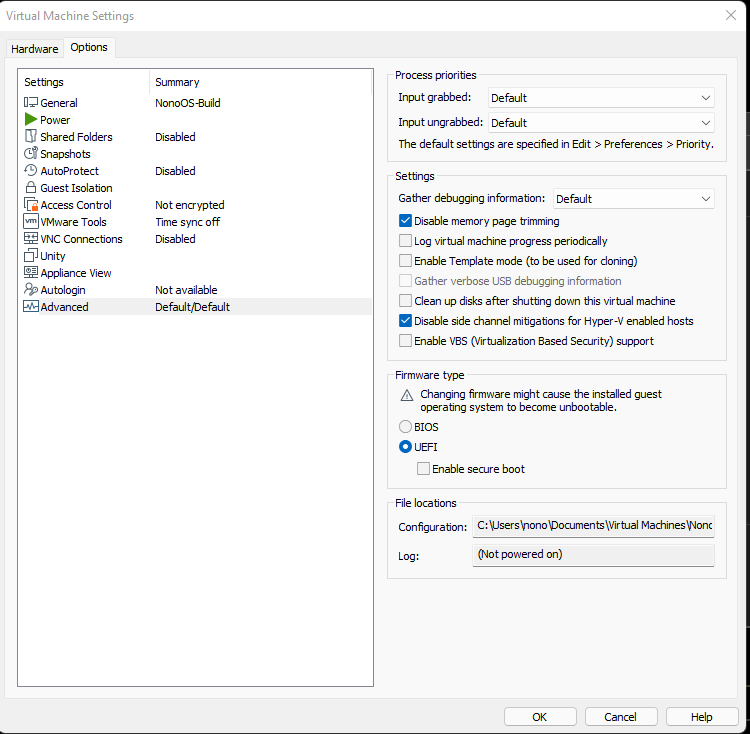 Virtual Machine Settings
Hardware Options
Settings Summary
General NonoOS-Build
Power
Shared Folders Disabled
Snapshots
AutoProtect Disabled
Guest Isolation
Access Control Not encrypted
vm VMware Tools Time sync off
VNC Connections Disabled
Unity
Appliance View
Autologin Not available
Advanced Default/Default
Process priorities
Input grabbed: Default
Input ungrabbed: Default
The default settings are specified in Edit > Preferences > Priority.
Settings
Gather debugging information: Default
Disable memory page trimming
Log virtual machine progress periodically
Enable Template mode (to be used for cloning)
Gather verbose USB debugging information
Clean up disks after shutting down this virtual machine
Disable side channel mitigations for Hyper-V enabled hosts
Enable VBS (Virtualization Based Security) support
Firmware type
Changing firmware might cause the installed guest
operating system to become unbootable.
BIOS
UEFI
Enable secure boot
File locations
Configuration: C:\Users\nono\Documents\Virtual Machines\Nono
Log: (Not powered on)
OK Cancel Help